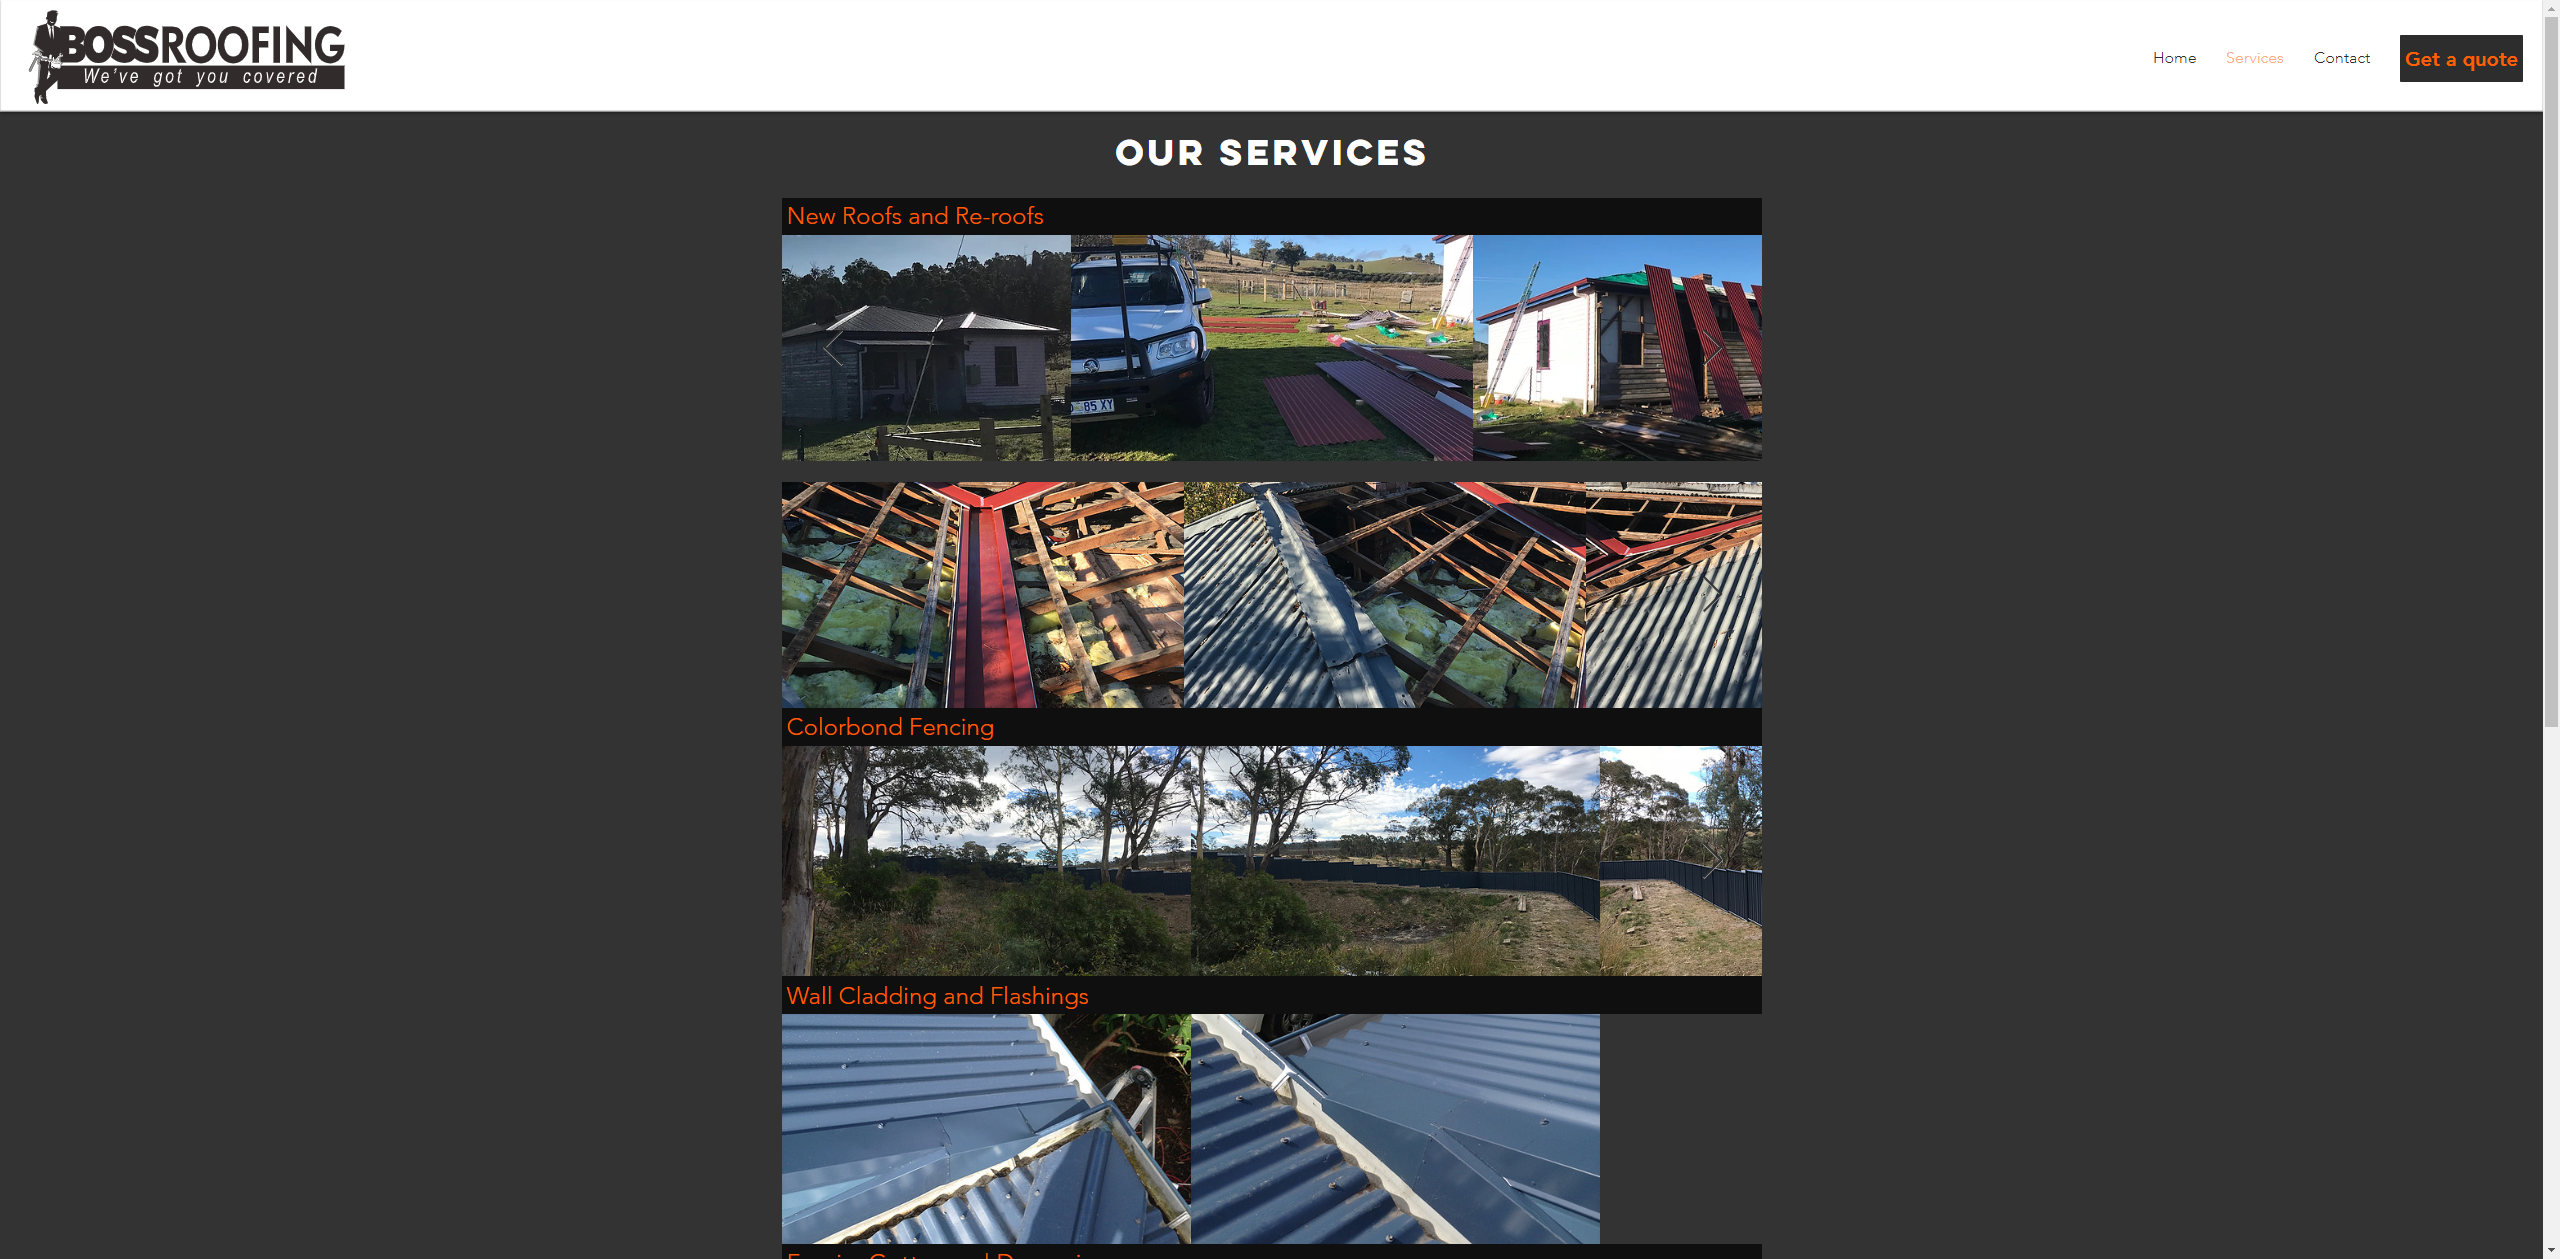 BOSSROOFING
We've got you covered
Home
Services
Contact
Get a quote
OUR SERVICES
New Roofs and Re-roofs
85 XY
Colorbond Fencing
Wall Cladding and Flashings